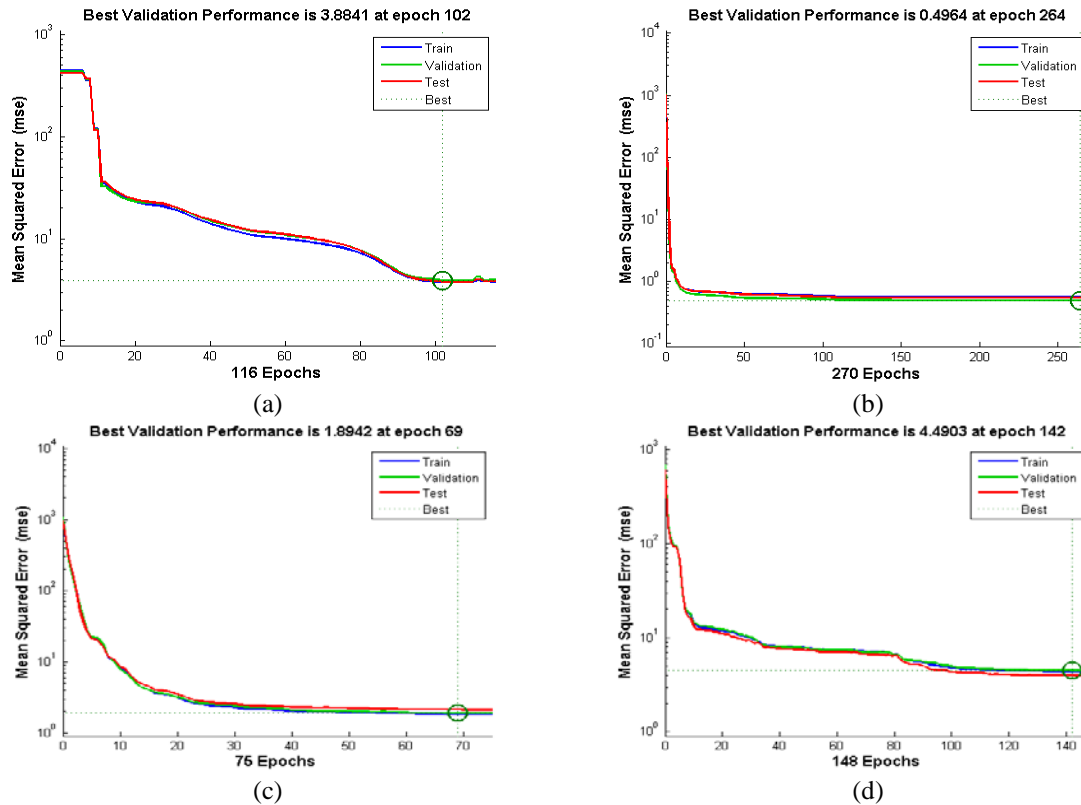 Best Validation Performance is 3.8841 at epoch 102
Mean Squared Error (mse)
10^3
10^2
10^1
10^0
Train
Validation
Test
Best
0 20 40 60 80 100
116 Epochs
(a)
Best Validation Performance is 0.4964 at epoch 264
Mean Squared Error (mse)
10^4
10^3
10^2
10^1
10^0
10^-1
Train
Validation
Test
Best
0 50 100 150 200 250
270 Epochs
(b)
Best Validation Performance is 1.8942 at epoch 69
Mean Squared Error (mse)
10^4
10^3
10^2
10^1
10^0
Train
Validation
Test
Best
0 10 20 30 40 50 60 70
75 Epochs
(c)
Best Validation Performance is 4.4903 at epoch 142
Mean Squared Error (mse)
10^3
10^2
10^1
10^0
Train
Validation
Test
Best
0 20 40 60 80 100 120 140
148 Epochs
(d)